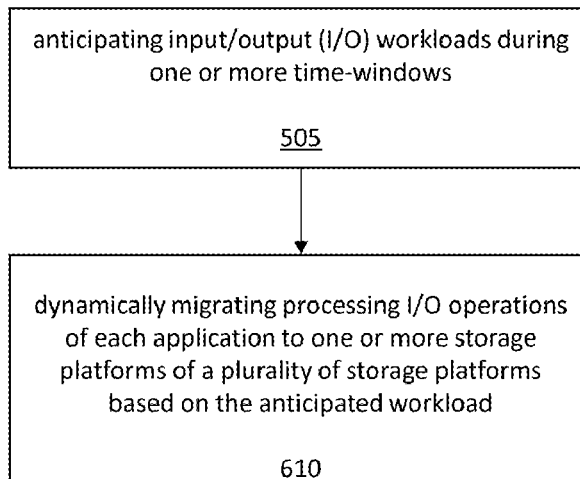 anticipating input/output (I/O) workloads during
one or more time-windows
505
dynamically migrating processing I/O operations
of each application to one or more storage
platforms of a plurality of storage platforms
based on the anticipated workload
610